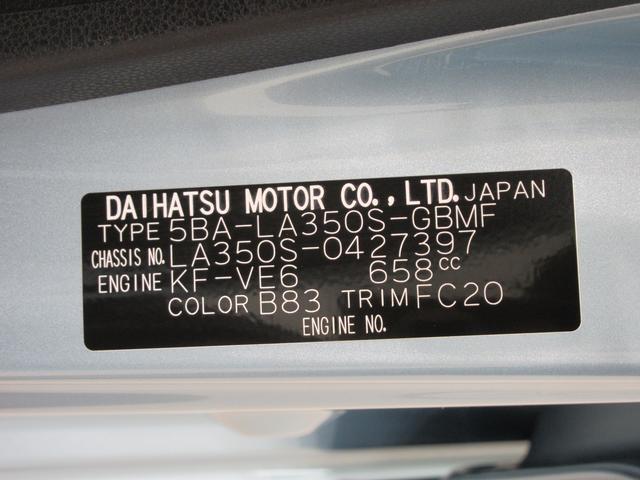 DAIHATSU MOTOR CO., LTD. JAPAN
TYPE 5BA-LA350S-GBMF
CHASSIS NO. LA350S-0427397
ENGINE KF-VE6 658cc
COLOR B83 TRIM FC20
ENGINE NO.